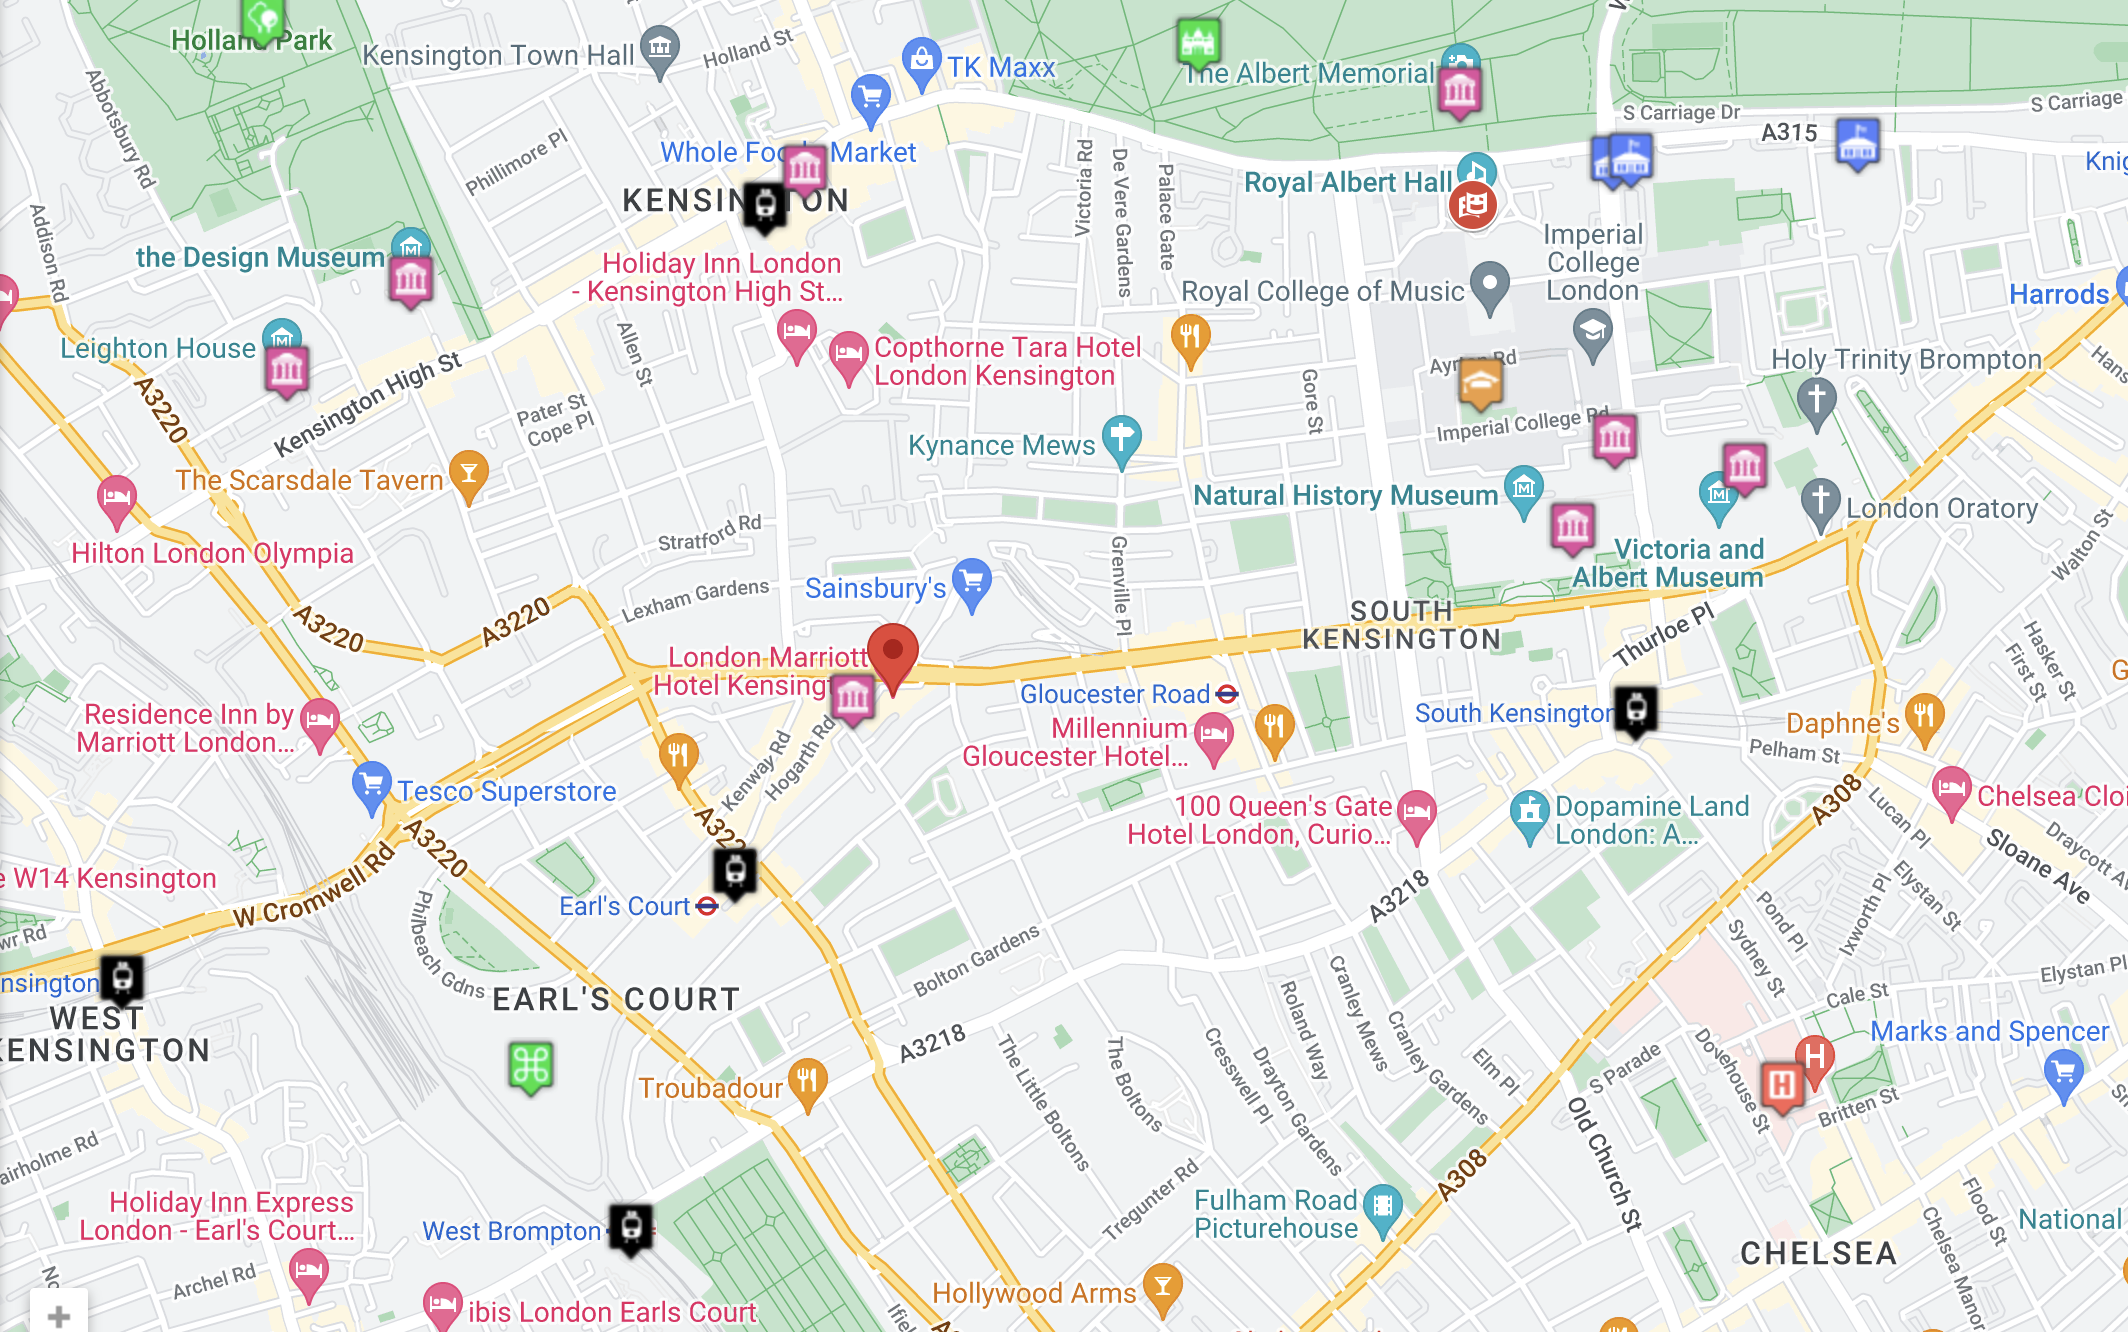 Holland Park
Kensington Town Hall
Holland St
TK Maxx
The Albert Memorial
S Carriage Dr
S Carriage
A315
Abbotsbury Rd
Phillimore Pl
Whole Foods Market
KENSINGTON
Victoria Rd
De Vere Gardens
Palace Gate
Royal Albert Hall
Imperial
College
London
Knig
Addison Rd
the Design Museum
Holiday Inn London
- Kensington High St...
Royal College of Music
Harrods
Leighton House
Kensington High St
Allen St
Copthorne Tara Hotel
London Kensington
Gore St
Holy Trinity Brompton
Hans
A3220
Pater St
Cope Pl
Imperial College Rd
Kynance Mews
The Scarsdale Tavern
Natural History Museum
London Oratory
Walton St
Hilton London Olympia
Stratford Rd
Grenville Pl
Victoria and
Albert Museum
Lexham Gardens
Sainsbury's
A3220
A3220
SOUTH
KENSINGTON
Thurloe Pl
Hasker St
First St
London Marriott
Hotel Kensingt
Gloucester Road
South Kensington
Residence Inn by
Marriott London...
Millennium
Gloucester Hotel...
Daphne's
G
Pelham St
Kenway Rd
Hogarth Rd
Tesco Superstore
100 Queen's Gate
Hotel London, Curio...
Dopamine Land
London: A...
A308
Lucan Pl
Chelsea Cloi
Sloane Ave
Draycott A
A3220
A322
W14 Kensington
W Cromwell Rd
Earl's Court
A3218
Pond Pl
Sydney St
Ixworth Pl
Elystan St
wr Rd
Philbeach Gdns
Bolton Gardens
Elystan Pl
nsington
WEST
KENSINGTON
EARL'S COURT
A3218
Cranley Mews
Roland Way
Cranley Gardens
Cale St
Marks and Spencer
The Little Boltons
The Boltons
Cresswell Pl
Drayton Gardens
Elm Pl
S Parade
Dovehouse St
Britten St
Troubadour
Old Church St
airholme Rd
A308
Tregunter Rd
Holiday Inn Express
London - Earl's Court...
West Brompton
Fulham Road
Picturehouse
Flood St
Chelsea Manor
National
CHELSEA
Archel Rd
Hollywood Arms
ibis London Earls Court
Ifiel